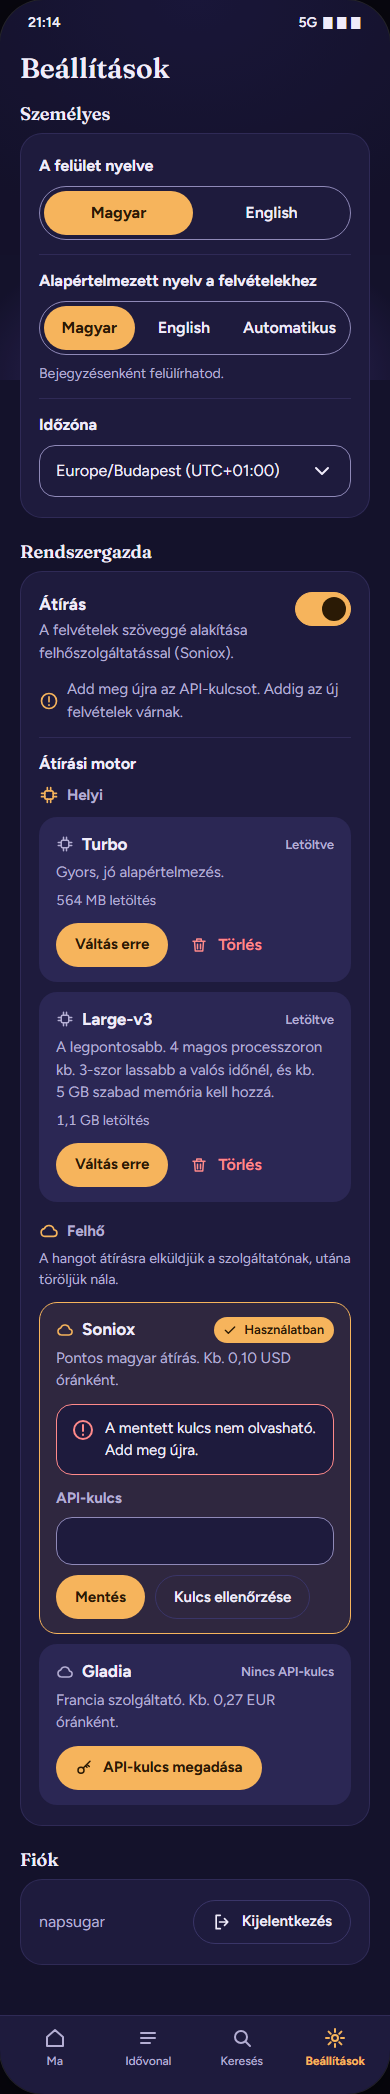 21:14
5G
Beállítások
Személyes
A felület nyelve
Magyar
English
Alapértelmezett nyelv a felvételekhez
Magyar
English
Automatikus
Bejegyzésenként felülírhatod.
Időzóna
Europe/Budapest (UTC+01:00)
Rendszergazda
Átírás
A felvételek szöveggé alakítása
felhőszolgáltatással (Soniox).
Add meg újra az API-kulcsot. Addig az új
felvételek várnak.
Átírási motor
Helyi
Turbo
Letöltve
Gyors, jó alapértelmezés.
564 MB letöltés
Váltás erre
Törlés
Large-v3
Letöltve
A legpontosabb. 4 magos processzoron
kb. 3-szor lassabb a valós időnél, és kb.
5 GB szabad memória kell hozzá.
1,1 GB letöltés
Váltás erre
Törlés
Felhő
A hangot átírásra elküldjük a szolgáltatónak, utána
töröljük nála.
Soniox
Használatban
Pontos magyar átírás. Kb. 0,10 USD
óránként.
A mentett kulcs nem olvasható.
Add meg újra.
API-kulcs
Mentés
Kulcs ellenőrzése
Gladia
Nincs API-kulcs
Francia szolgáltató. Kb. 0,27 EUR
óránként.
API-kulcs megadása
Fiók
napsugar
Kijelentkezés
Ma
Idővonal
Keresés
Beállítások